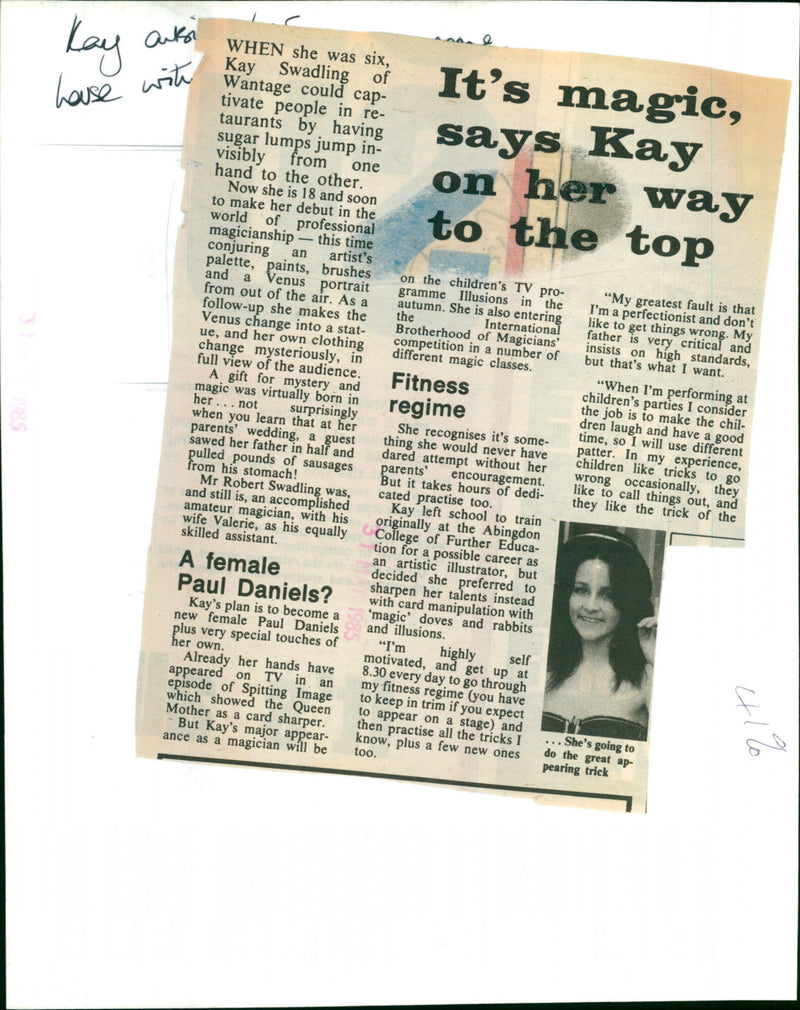 Kay
house with
WHEN she was six,
Kay Swadling of
Wantage could cap-
tivate people in re-
taurants by having
sugar lumps jump in-
visibly from one
hand to the other.
Now she is 18 and soon
to make her debut in the
world of professional
magicianship — this time
conjuring an artist's
palette, paints, brushes
and a Venus portrait
from out of the air. As a
follow-up she makes the
Venus change into a stat-
ue, and her own clothing
change mysteriously, in
full view of the audience.
A gift for mystery and
magic was virtually born in
her . . . not surprisingly
when you learn that at her
parents' wedding, a guest
sawed her father in half and
pulled pounds of sausages
from his stomach!
Mr Robert Swadling was,
and still is, an accomplished
amateur magician, with his
wife Valerie, as his equally
skilled assistant.
A female
Paul Daniels?
Kay's plan is to become a
new female Paul Daniels
plus very special touches of
her own.
Already her hands have
appeared on TV in an
episode of Spitting Image
which showed the Queen
Mother as a card sharper.
But Kay's major appear-
ance as a magician will be
It's magic,
says Kay
on her way
to the top
on the children's TV pro-
gramme Illusions in the
autumn. She is also entering
the International
Brotherhood of Magicians'
competition in a number of
different magic classes.
Fitness
regime
She recognises it's some-
thing she would never have
dared attempt without her
parents' encouragement.
But it takes hours of dedi-
cated practise too.
Kay left school to train
originally at the Abingdon
College of Further Educa-
tion for a possible career as
an artistic illustrator, but
decided she preferred to
sharpen her talents instead
with card manipulation with
'magic' doves and rabbits
and illusions.
"I'm highly self
motivated, and get up at
8.30 every day to go through
my fitness regime (you have
to keep in trim if you expect
to appear on a stage) and
then practise all the tricks I
know, plus a few new ones
too.
"My greatest fault is that
I'm a perfectionist and don't
like to get things wrong. My
father is very critical and
insists on high standards,
but that's what I want.
"When I'm performing at
children's parties I consider
the job is to make the chil-
dren laugh and have a good
time, so I will use different
patter. In my experience,
children like tricks to go
wrong occasionally, they
like to call things out, and
they like the trick of the
. . . She's going to
do the great ap-
pearing trick
31 MAY 1985
1985